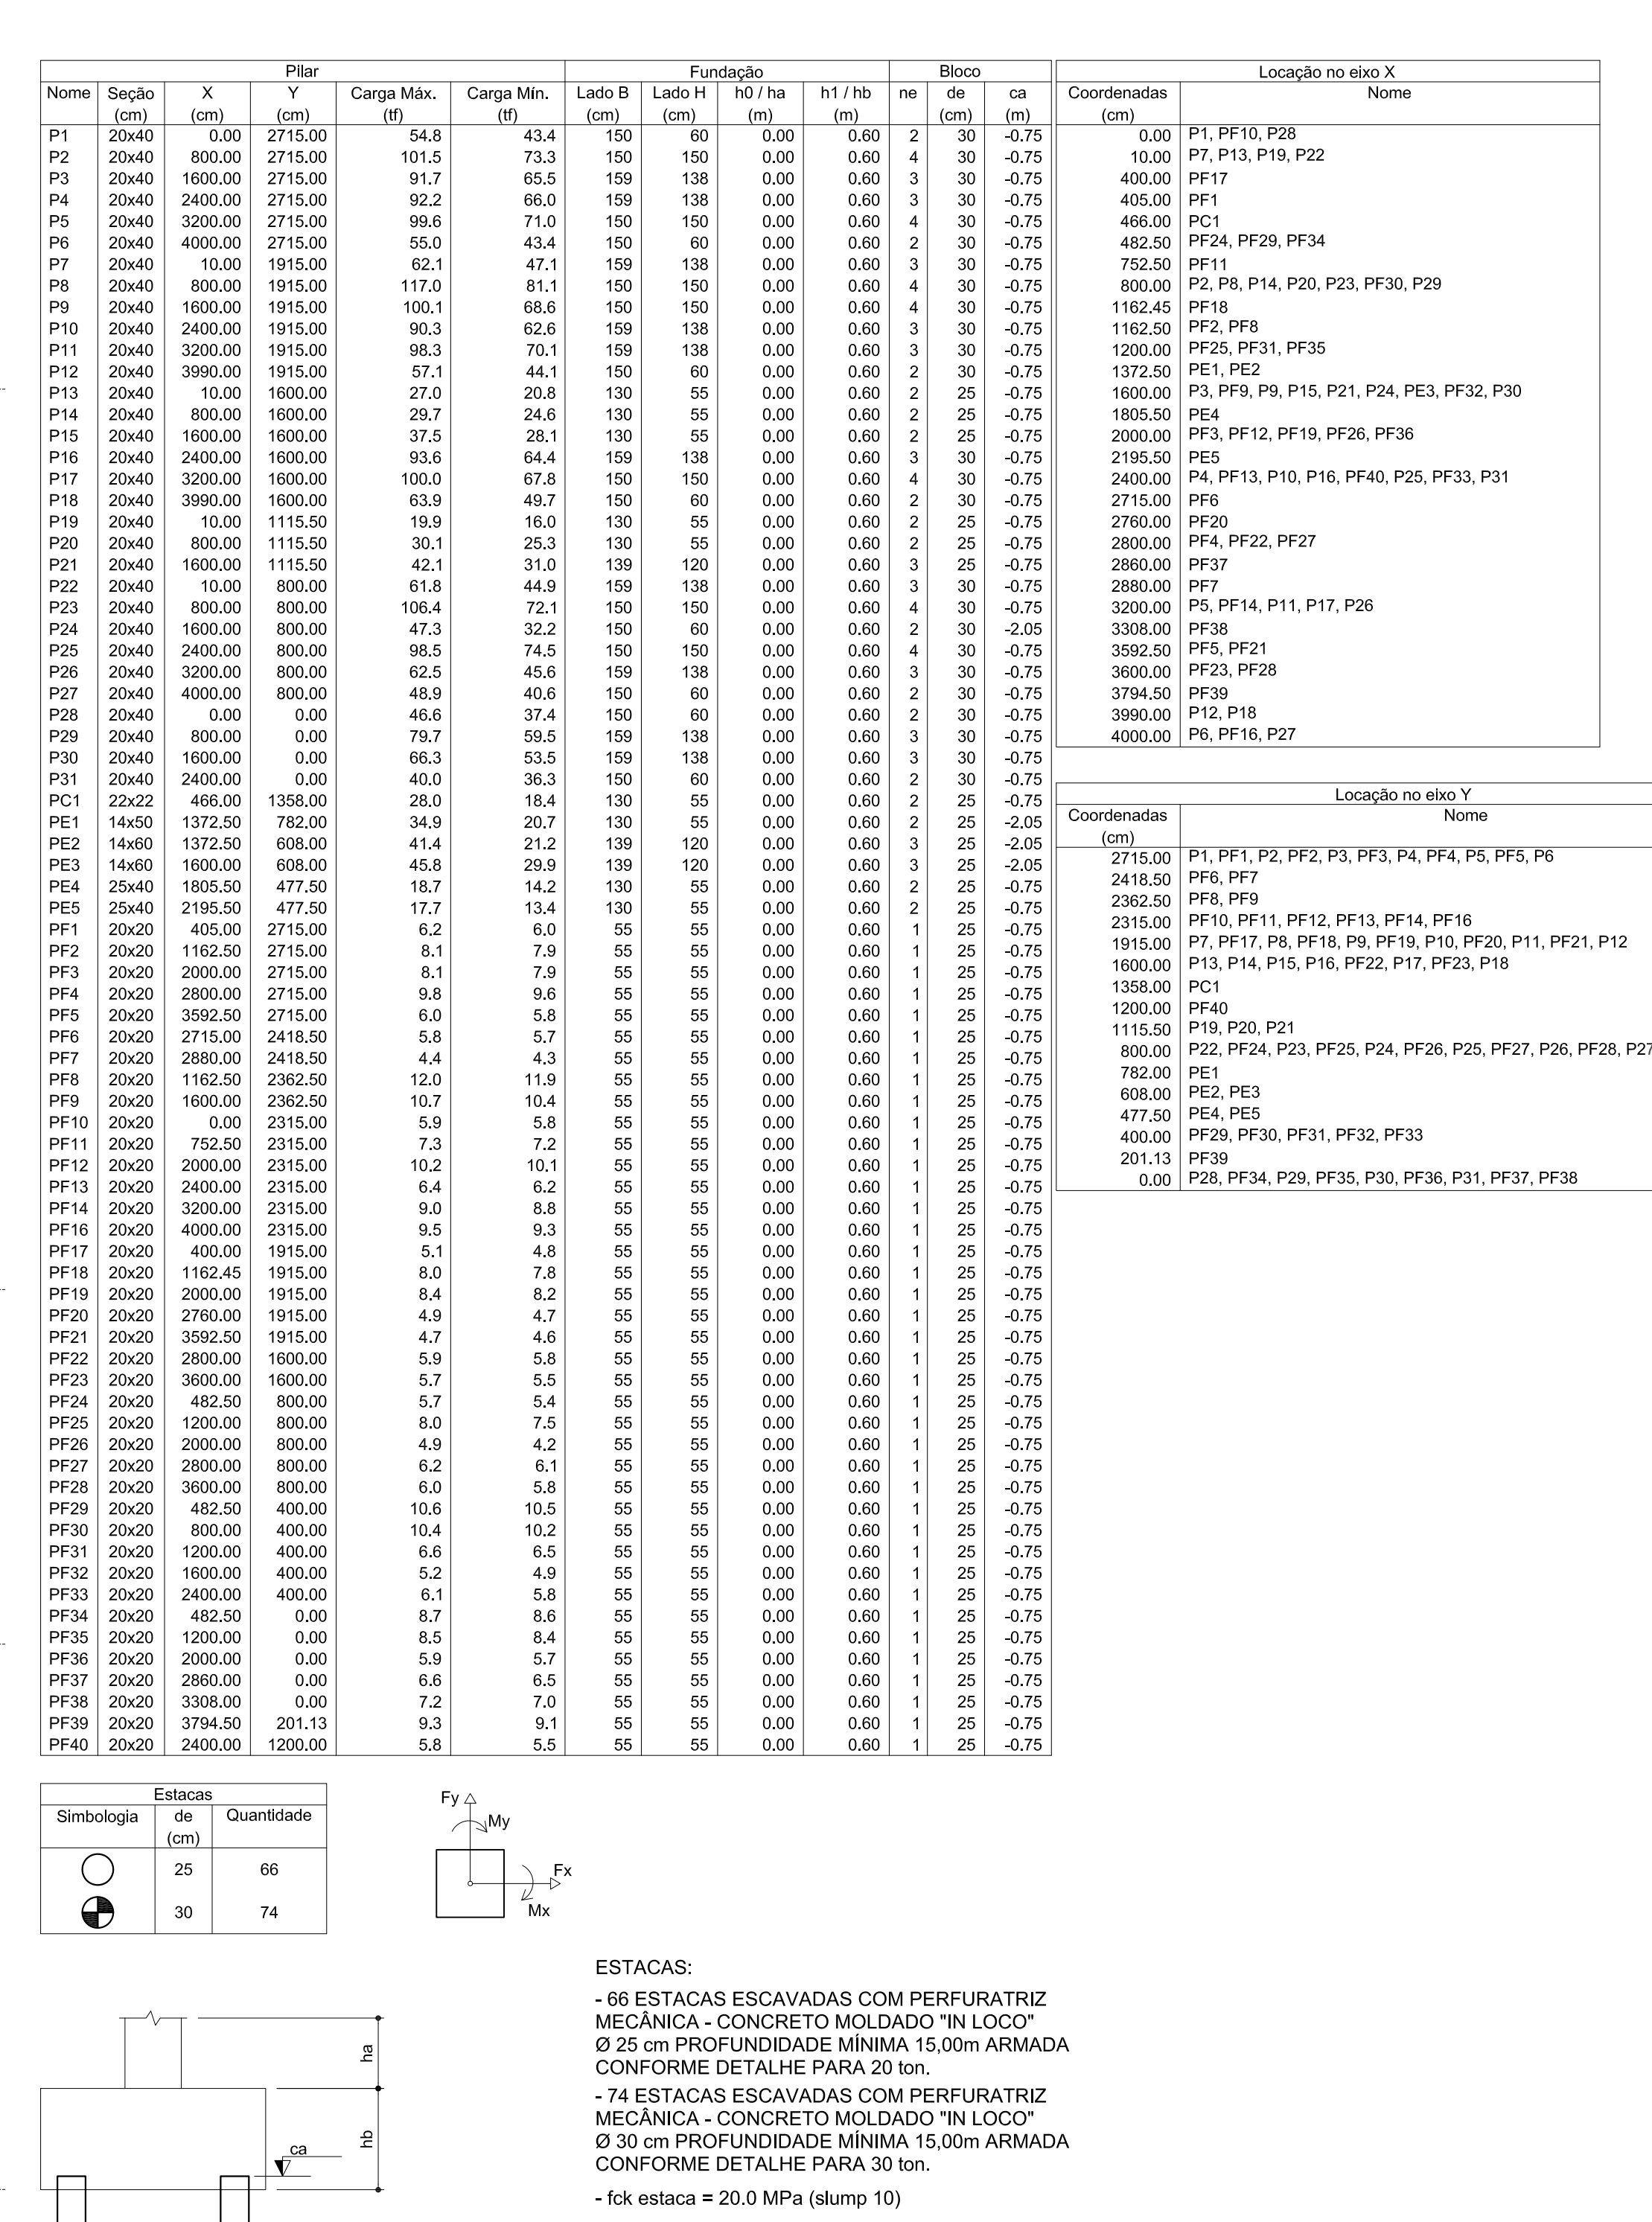 Pilar Fundação Bloco
Nome Seção X Y Carga Máx. Carga Mín. Lado B Lado H h0 / ha h1 / hb ne de ca
(cm) (cm) (cm) (tf) (tf) (cm) (cm) (m) (m) (cm) (m)
P1 20x40 0.00 2715.00 54.8 43.4 150 60 0.00 0.60 2 30 -0.75
P2 20x40 800.00 2715.00 101.5 73.3 150 150 0.00 0.60 4 30 -0.75
P3 20x40 1600.00 2715.00 91.7 65.5 159 138 0.00 0.60 3 30 -0.75
P4 20x40 2400.00 2715.00 92.2 66.0 159 138 0.00 0.60 3 30 -0.75
P5 20x40 3200.00 2715.00 99.6 71.0 150 150 0.00 0.60 4 30 -0.75
P6 20x40 4000.00 2715.00 55.0 43.4 150 60 0.00 0.60 2 30 -0.75
P7 20x40 10.00 1915.00 62.1 47.1 159 138 0.00 0.60 3 30 -0.75
P8 20x40 800.00 1915.00 117.0 81.1 150 150 0.00 0.60 4 30 -0.75
P9 20x40 1600.00 1915.00 100.1 68.6 150 150 0.00 0.60 4 30 -0.75
P10 20x40 2400.00 1915.00 90.3 62.6 159 138 0.00 0.60 3 30 -0.75
P11 20x40 3200.00 1915.00 98.3 70.1 159 138 0.00 0.60 3 30 -0.75
P12 20x40 3990.00 1915.00 57.1 44.1 150 60 0.00 0.60 2 30 -0.75
P13 20x40 10.00 1600.00 27.0 20.8 130 55 0.00 0.60 2 25 -0.75
P14 20x40 800.00 1600.00 29.7 24.6 130 55 0.00 0.60 2 25 -0.75
P15 20x40 1600.00 1600.00 37.5 28.1 130 55 0.00 0.60 2 25 -0.75
P16 20x40 2400.00 1600.00 93.6 64.4 159 138 0.00 0.60 3 30 -0.75
P17 20x40 3200.00 1600.00 100.0 67.8 150 150 0.00 0.60 4 30 -0.75
P18 20x40 3990.00 1600.00 63.9 49.7 150 60 0.00 0.60 2 30 -0.75
P19 20x40 10.00 1115.50 19.9 16.0 130 55 0.00 0.60 2 25 -0.75
P20 20x40 800.00 1115.50 30.1 25.3 130 55 0.00 0.60 2 25 -0.75
P21 20x40 1600.00 1115.50 42.1 31.0 139 120 0.00 0.60 3 25 -0.75
P22 20x40 10.00 800.00 61.8 44.9 159 138 0.00 0.60 3 30 -0.75
P23 20x40 800.00 800.00 106.4 72.1 150 150 0.00 0.60 4 30 -0.75
P24 20x40 1600.00 800.00 47.3 32.2 150 60 0.00 0.60 2 30 -2.05
P25 20x40 2400.00 800.00 98.5 74.5 150 150 0.00 0.60 4 30 -0.75
P26 20x40 3200.00 800.00 62.5 45.6 159 138 0.00 0.60 3 30 -0.75
P27 20x40 4000.00 800.00 48.9 40.6 150 60 0.00 0.60 2 30 -0.75
P28 20x40 0.00 0.00 46.6 37.4 150 60 0.00 0.60 2 30 -0.75
P29 20x40 800.00 0.00 79.7 59.5 159 138 0.00 0.60 3 30 -0.75
P30 20x40 1600.00 0.00 66.3 53.5 159 138 0.00 0.60 3 30 -0.75
P31 20x40 2400.00 0.00 40.0 36.3 150 60 0.00 0.60 2 30 -0.75
PC1 22x22 466.00 1358.00 28.0 18.4 130 55 0.00 0.60 2 25 -0.75
PE1 14x50 1372.50 782.00 34.9 20.7 130 55 0.00 0.60 2 25 -2.05
PE2 14x60 1372.50 608.00 41.4 21.2 139 120 0.00 0.60 3 25 -2.05
PE3 14x60 1600.00 608.00 45.8 29.9 139 120 0.00 0.60 3 25 -2.05
PE4 25x40 1805.50 477.50 18.7 14.2 130 55 0.00 0.60 2 25 -0.75
PE5 25x40 2195.50 477.50 17.7 13.4 130 55 0.00 0.60 2 25 -0.75
PF1 20x20 405.00 2715.00 6.2 6.0 55 55 0.00 0.60 1 25 -0.75
PF2 20x20 1162.50 2715.00 8.1 7.9 55 55 0.00 0.60 1 25 -0.75
PF3 20x20 2000.00 2715.00 8.1 7.9 55 55 0.00 0.60 1 25 -0.75
PF4 20x20 2800.00 2715.00 9.8 9.6 55 55 0.00 0.60 1 25 -0.75
PF5 20x20 3592.50 2715.00 6.0 5.8 55 55 0.00 0.60 1 25 -0.75
PF6 20x20 2715.00 2418.50 5.8 5.7 55 55 0.00 0.60 1 25 -0.75
PF7 20x20 2880.00 2418.50 4.4 4.3 55 55 0.00 0.60 1 25 -0.75
PF8 20x20 1162.50 2362.50 12.0 11.9 55 55 0.00 0.60 1 25 -0.75
PF9 20x20 1600.00 2362.50 10.7 10.4 55 55 0.00 0.60 1 25 -0.75
PF10 20x20 0.00 2315.00 5.9 5.8 55 55 0.00 0.60 1 25 -0.75
PF11 20x20 752.50 2315.00 7.3 7.2 55 55 0.00 0.60 1 25 -0.75
PF12 20x20 2000.00 2315.00 10.2 10.1 55 55 0.00 0.60 1 25 -0.75
PF13 20x20 2400.00 2315.00 6.4 6.2 55 55 0.00 0.60 1 25 -0.75
PF14 20x20 3200.00 2315.00 9.0 8.8 55 55 0.00 0.60 1 25 -0.75
PF16 20x20 4000.00 2315.00 9.5 9.3 55 55 0.00 0.60 1 25 -0.75
PF17 20x20 400.00 1915.00 5.1 4.8 55 55 0.00 0.60 1 25 -0.75
PF18 20x20 1162.45 1915.00 8.0 7.8 55 55 0.00 0.60 1 25 -0.75
PF19 20x20 2000.00 1915.00 8.4 8.2 55 55 0.00 0.60 1 25 -0.75
PF20 20x20 2760.00 1915.00 4.9 4.7 55 55 0.00 0.60 1 25 -0.75
PF21 20x20 3592.50 1915.00 4.7 4.6 55 55 0.00 0.60 1 25 -0.75
PF22 20x20 2800.00 1600.00 5.9 5.8 55 55 0.00 0.60 1 25 -0.75
PF23 20x20 3600.00 1600.00 5.7 5.5 55 55 0.00 0.60 1 25 -0.75
PF24 20x20 482.50 800.00 5.7 5.4 55 55 0.00 0.60 1 25 -0.75
PF25 20x20 1200.00 800.00 8.0 7.5 55 55 0.00 0.60 1 25 -0.75
PF26 20x20 2000.00 800.00 4.9 4.2 55 55 0.00 0.60 1 25 -0.75
PF27 20x20 2800.00 800.00 6.2 6.1 55 55 0.00 0.60 1 25 -0.75
PF28 20x20 3600.00 800.00 6.0 5.8 55 55 0.00 0.60 1 25 -0.75
PF29 20x20 482.50 400.00 10.6 10.5 55 55 0.00 0.60 1 25 -0.75
PF30 20x20 800.00 400.00 10.4 10.2 55 55 0.00 0.60 1 25 -0.75
PF31 20x20 1200.00 400.00 6.6 6.5 55 55 0.00 0.60 1 25 -0.75
PF32 20x20 1600.00 400.00 5.2 4.9 55 55 0.00 0.60 1 25 -0.75
PF33 20x20 2400.00 400.00 6.1 5.8 55 55 0.00 0.60 1 25 -0.75
PF34 20x20 482.50 0.00 8.7 8.6 55 55 0.00 0.60 1 25 -0.75
PF35 20x20 1200.00 0.00 8.5 8.4 55 55 0.00 0.60 1 25 -0.75
PF36 20x20 2000.00 0.00 5.9 5.7 55 55 0.00 0.60 1 25 -0.75
PF37 20x20 2860.00 0.00 6.6 6.5 55 55 0.00 0.60 1 25 -0.75
PF38 20x20 3308.00 0.00 7.2 7.0 55 55 0.00 0.60 1 25 -0.75
PF39 20x20 3794.50 201.13 9.3 9.1 55 55 0.00 0.60 1 25 -0.75
PF40 20x20 2400.00 1200.00 5.8 5.5 55 55 0.00 0.60 1 25 -0.75
Locação no eixo X
Coordenadas Nome
(cm)
0.00 P1, PF10, P28
10.00 P7, P13, P19, P22
400.00 PF17
405.00 PF1
466.00 PC1
482.50 PF24, PF29, PF34
752.50 PF11
800.00 P2, P8, P14, P20, P23, PF30, P29
1162.45 PF18
1162.50 PF2, PF8
1200.00 PF25, PF31, PF35
1372.50 PE1, PE2
1600.00 P3, PF9, P9, P15, P21, P24, PE3, PF32, P30
1805.50 PE4
2000.00 PF3, PF12, PF19, PF26, PF36
2195.50 PE5
2400.00 P4, PF13, P10, P16, PF40, P25, PF33, P31
2715.00 PF6
2760.00 PF20
2800.00 PF4, PF22, PF27
2860.00 PF37
2880.00 PF7
3200.00 P5, PF14, P11, P17, P26
3308.00 PF38
3592.50 PF5, PF21
3600.00 PF23, PF28
3794.50 PF39
3990.00 P12, P18
4000.00 P6, PF16, P27
Locação no eixo Y
Coordenadas Nome
(cm)
2715.00 P1, PF1, P2, PF2, P3, PF3, P4, PF4, P5, PF5, P6
2418.50 PF6, PF7
2362.50 PF8, PF9
2315.00 PF10, PF11, PF12, PF13, PF14, PF16
1915.00 P7, PF17, P8, PF18, P9, PF19, P10, PF20, P11, PF21, P12
1600.00 P13, P14, P15, P16, PF22, P17, PF23, P18
1358.00 PC1
1200.00 PF40
1115.50 P19, P20, P21
800.00 P22, PF24, P23, PF25, P24, PF26, P25, PF27, P26, PF28, P27
782.00 PE1
608.00 PE2, PE3
477.50 PE4, PE5
400.00 PF29, PF30, PF31, PF32, PF33
201.13 PF39
0.00 P28, PF34, P29, PF35, P30, PF36, P31, PF37, PF38
Estacas
Simbologia de Quantidade
(cm)
25 66
30 74
Fy
My
Fx
Mx
ha
hb
ca
ESTACAS:
- 66 ESTACAS ESCAVADAS COM PERFURATRIZ
MECÂNICA - CONCRETO MOLDADO "IN LOCO"
Ø 25 cm PROFUNDIDADE MÍNIMA 15,00m ARMADA
CONFORME DETALHE PARA 20 ton.
- 74 ESTACAS ESCAVADAS COM PERFURATRIZ
MECÂNICA - CONCRETO MOLDADO "IN LOCO"
Ø 30 cm PROFUNDIDADE MÍNIMA 15,00m ARMADA
CONFORME DETALHE PARA 30 ton.
- fck estaca = 20.0 MPa (slump 10)